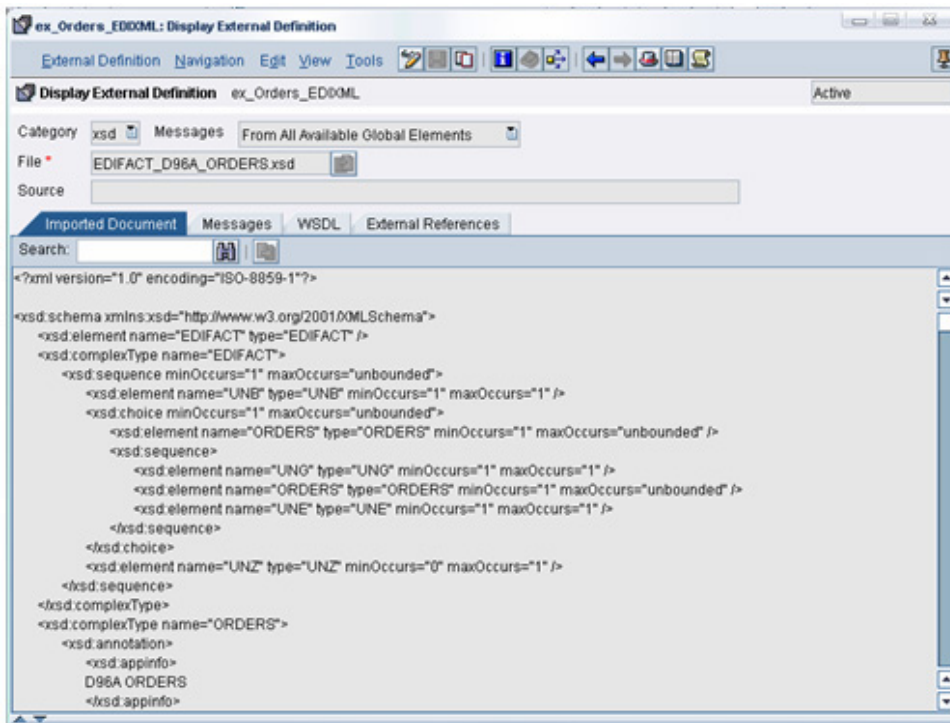 ex_Orders_EDIXML: Display External Definition
External Definition Navigation Edit View Tools
Display External Definition ex_Orders_EDIXML Active
Category xsd Messages From All Available Global Elements
File * EDIFACT_D96A_ORDERS.xsd
Source
Imported Document Messages WSDL External References
Search:
<?xml version="1.0" encoding="ISO-8859-1"?>
<xsd:schema xmlns:xsd="http://www.w3.org/2001/XMLSchema">
<xsd:element name="EDIFACT" type="EDIFACT" />
<xsd:complexType name="EDIFACT">
<xsd:sequence minOccurs="1" maxOccurs="unbounded">
<xsd:element name="UNB" type="UNB" minOccurs="1" maxOccurs="1" />
<xsd:choice minOccurs="1" maxOccurs="unbounded">
<xsd:element name="ORDERS" type="ORDERS" minOccurs="1" maxOccurs="unbounded" />
<xsd:sequence>
<xsd:element name="UNG" type="UNG" minOccurs="1" maxOccurs="1" />
<xsd:element name="ORDERS" type="ORDERS" minOccurs="1" maxOccurs="unbounded" />
<xsd:element name="UNE" type="UNE" minOccurs="1" maxOccurs="1" />
</xsd:sequence>
</xsd:choice>
<xsd:element name="UNZ" type="UNZ" minOccurs="0" maxOccurs="1" />
</xsd:sequence>
</xsd:complexType>
<xsd:complexType name="ORDERS">
<xsd:annotation>
<xsd:appinfo>
D96A ORDERS
</xsd:appinfo>